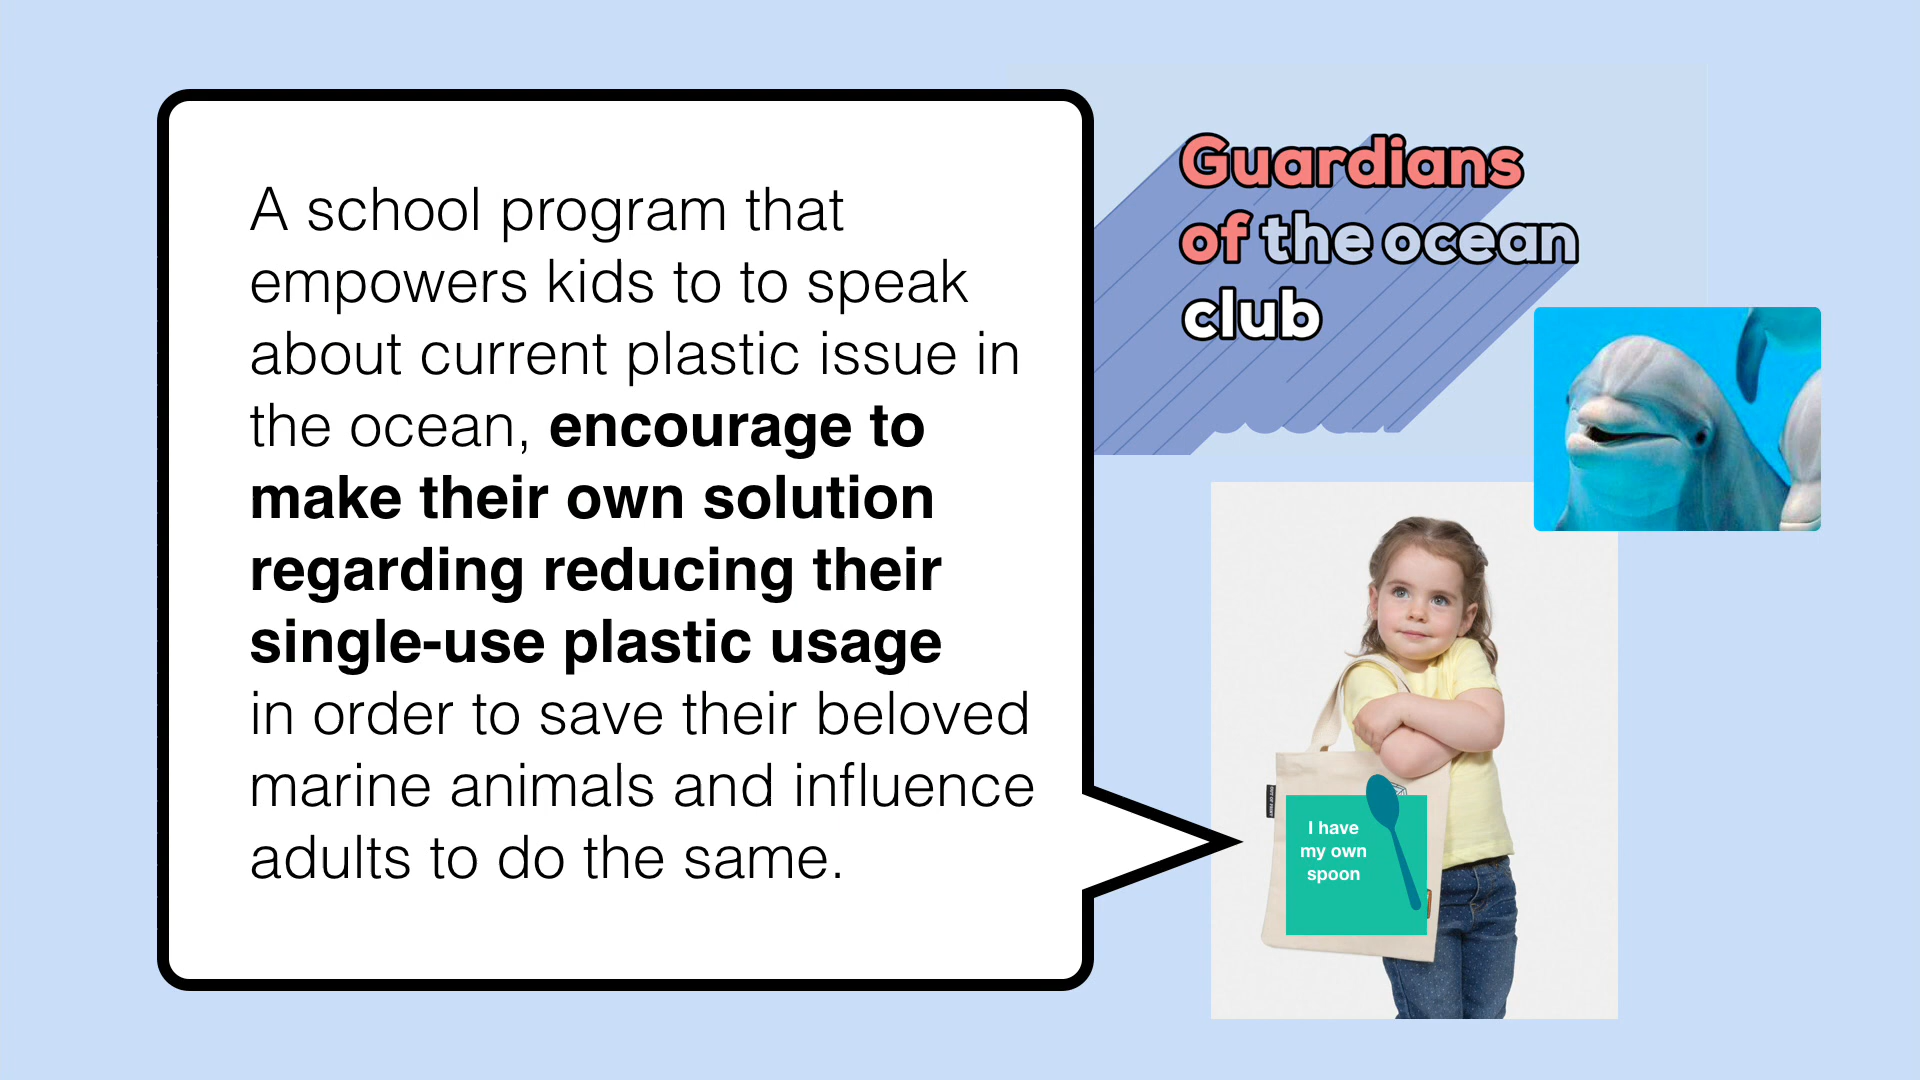 A school program that
empowers kids to to speak
about current plastic issue in
the ocean, encourage to
make their own solution
regarding reducing their
single-use plastic usage
in order to save their beloved
marine animals and influence
adults to do the same.
Guardians
of the ocean
club
I have
my own
spoon